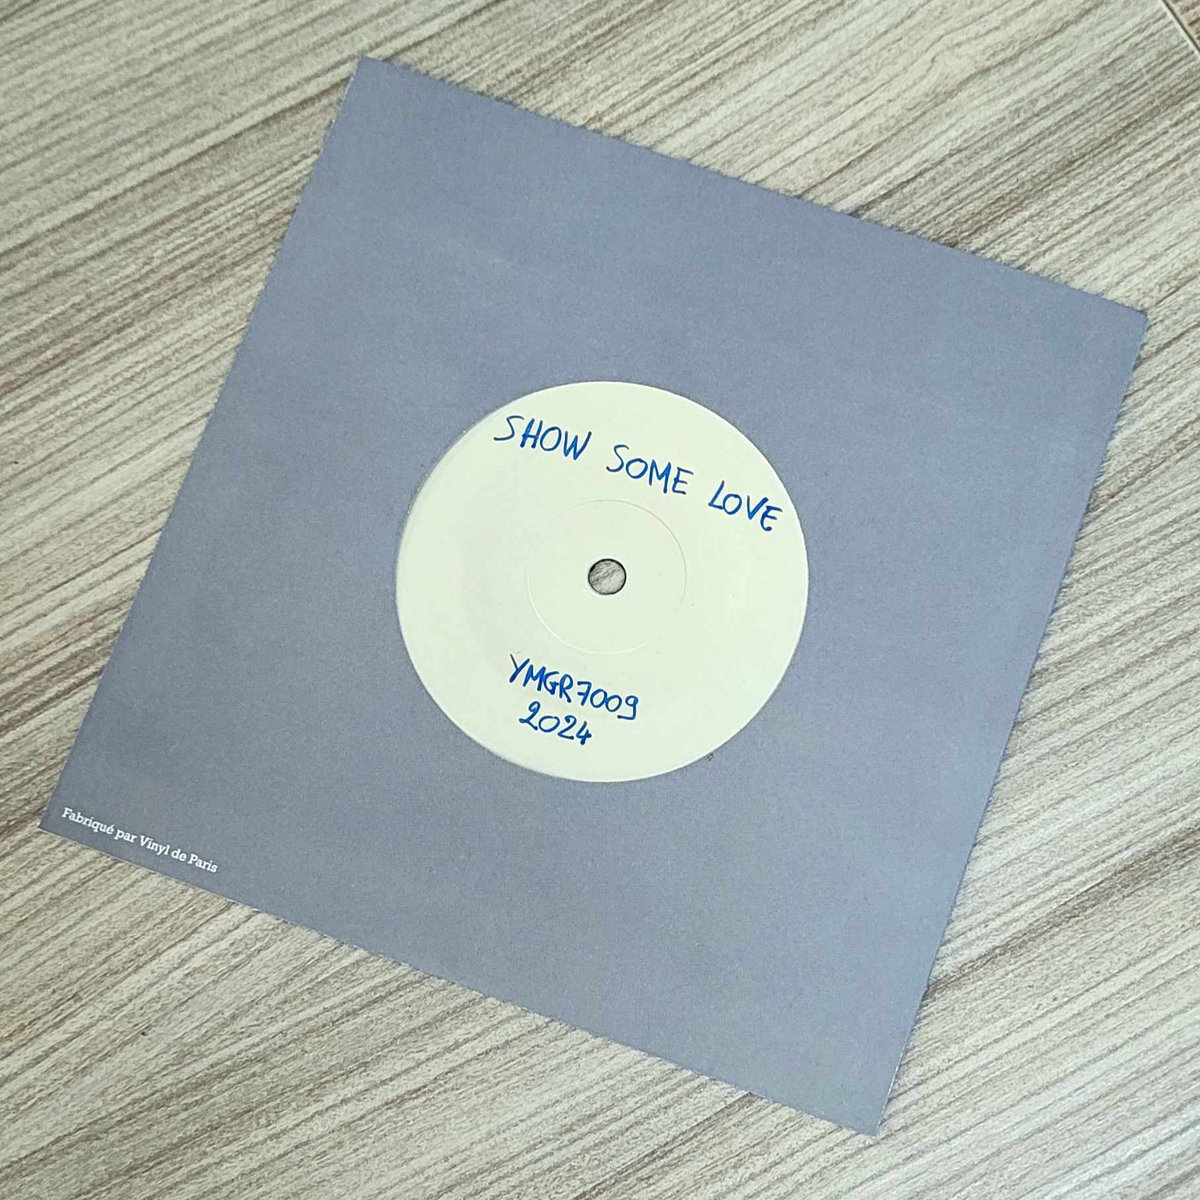 SHOW SOME LOVE
YMGR7009
2024
Fabriqué par Vinyl de Paris